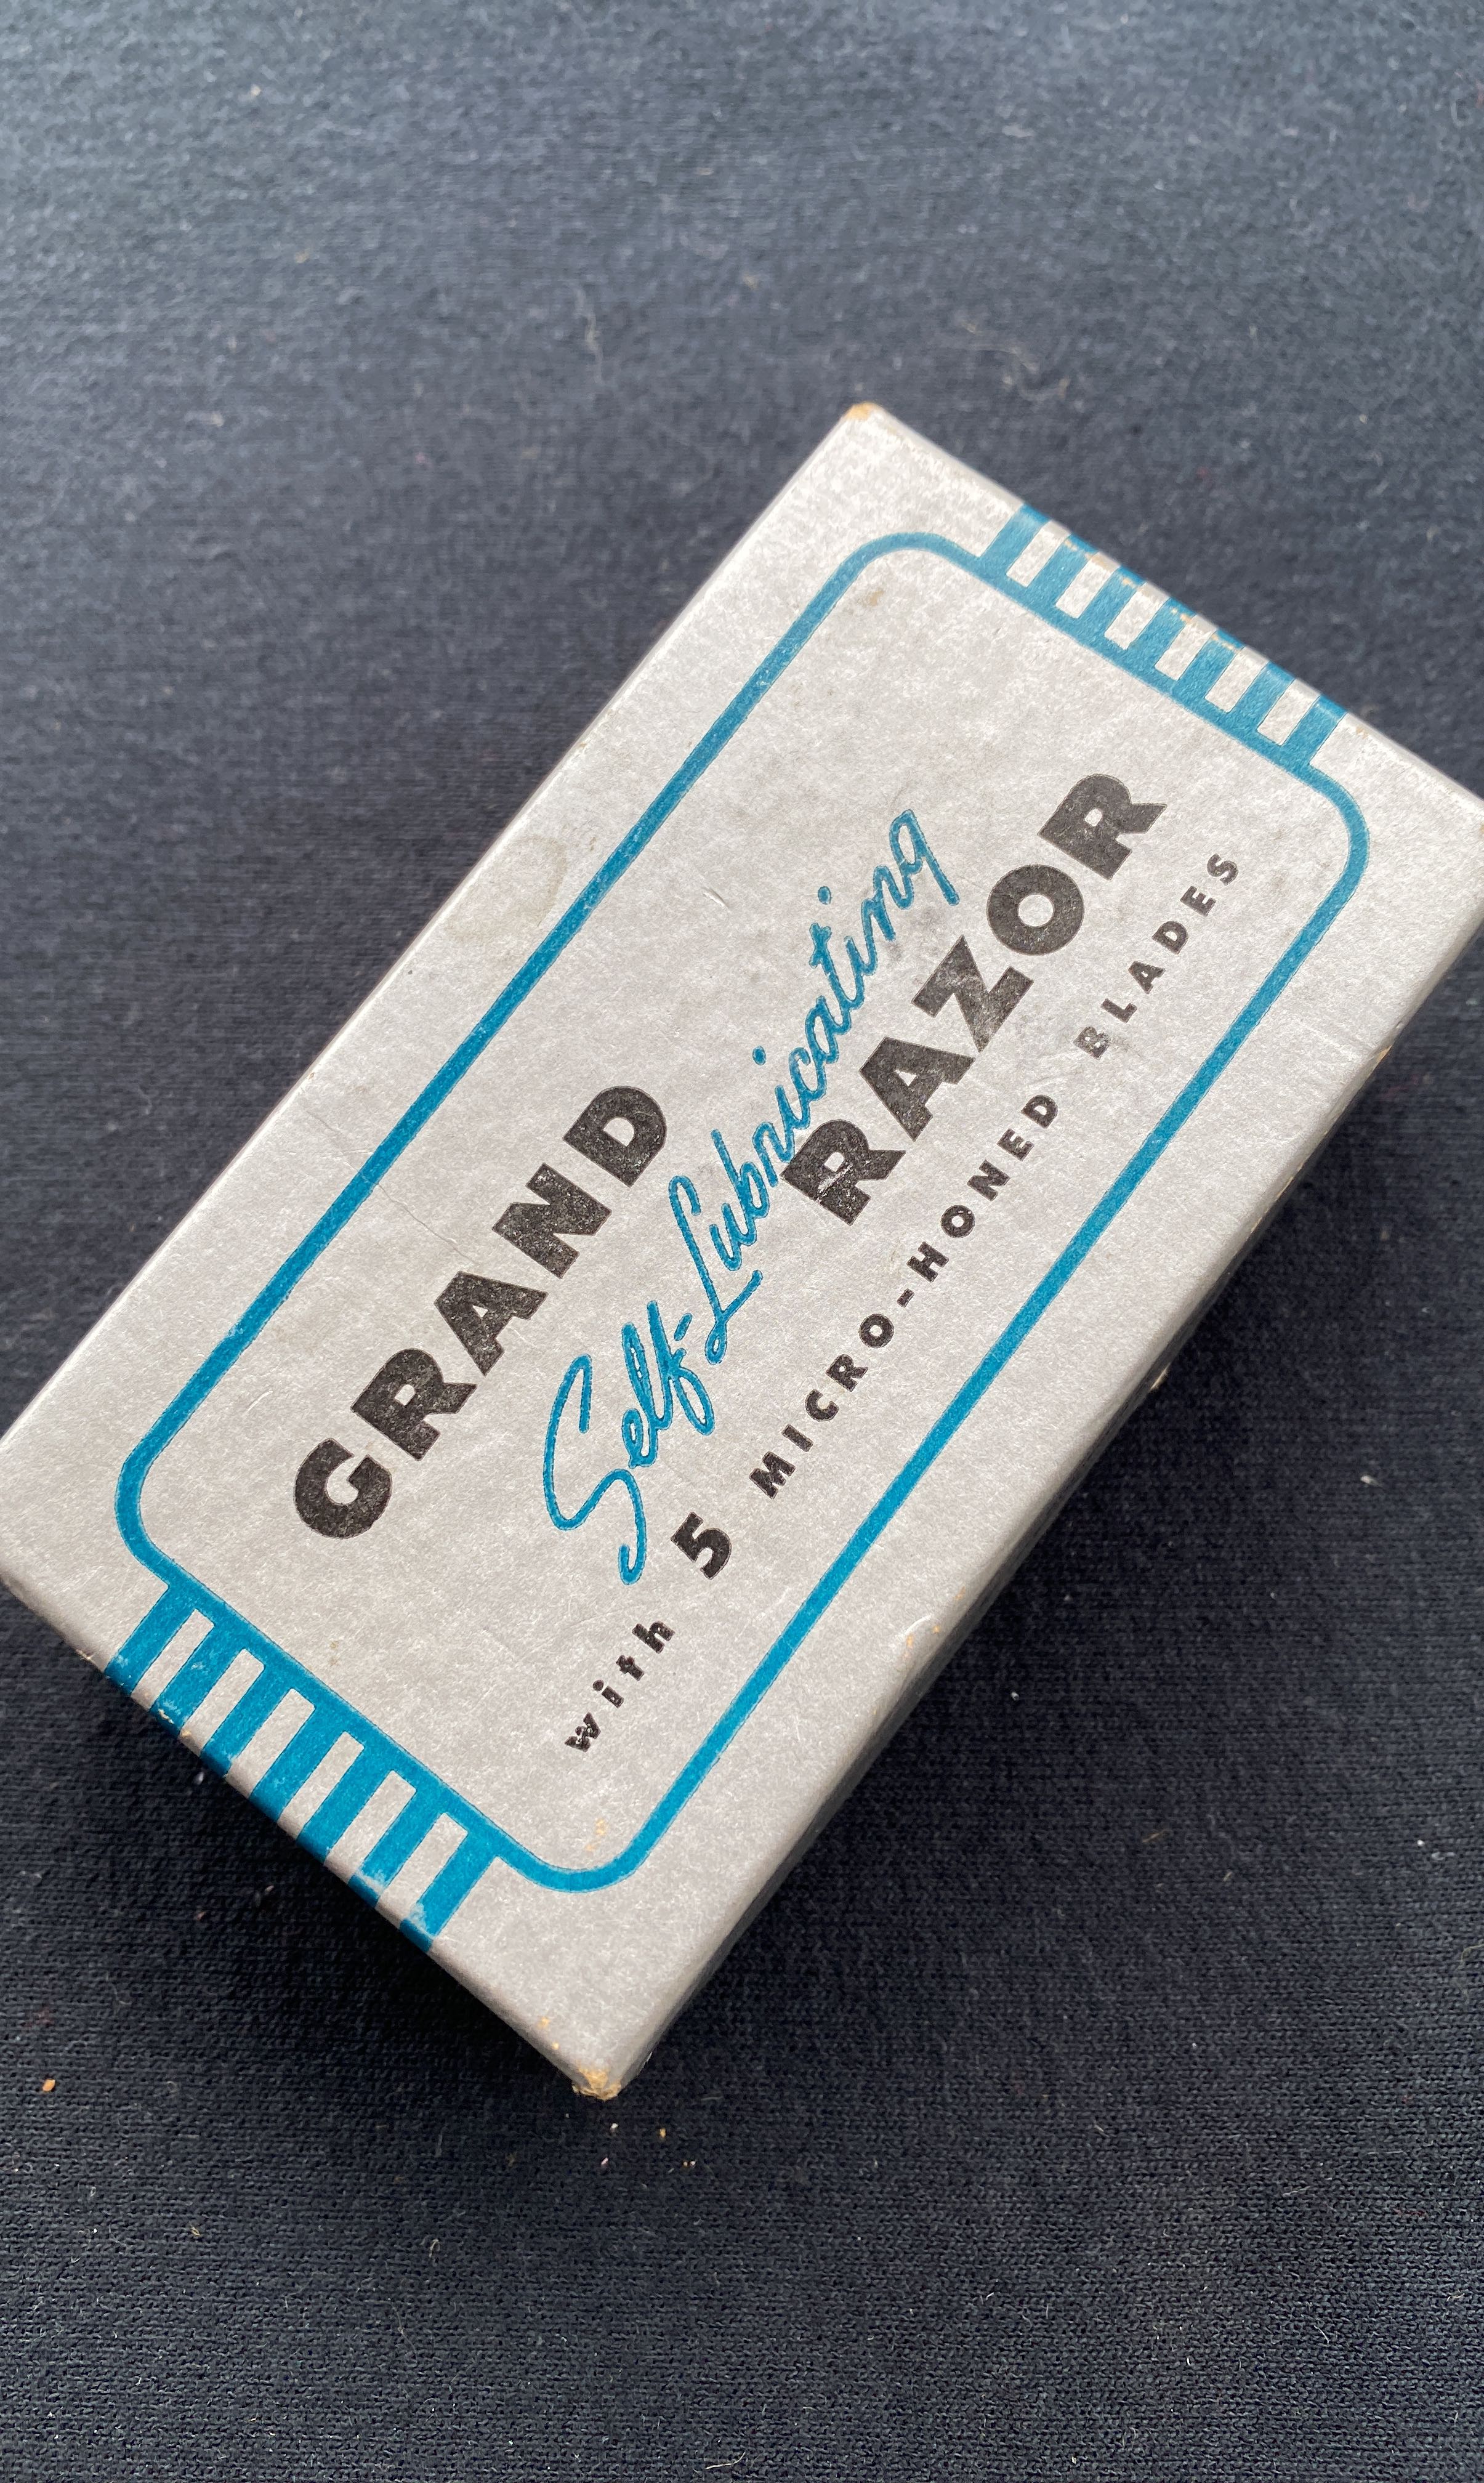 GRAND
Self-Lubricating
RAZOR
with 5 MICRO-HONED BLADES